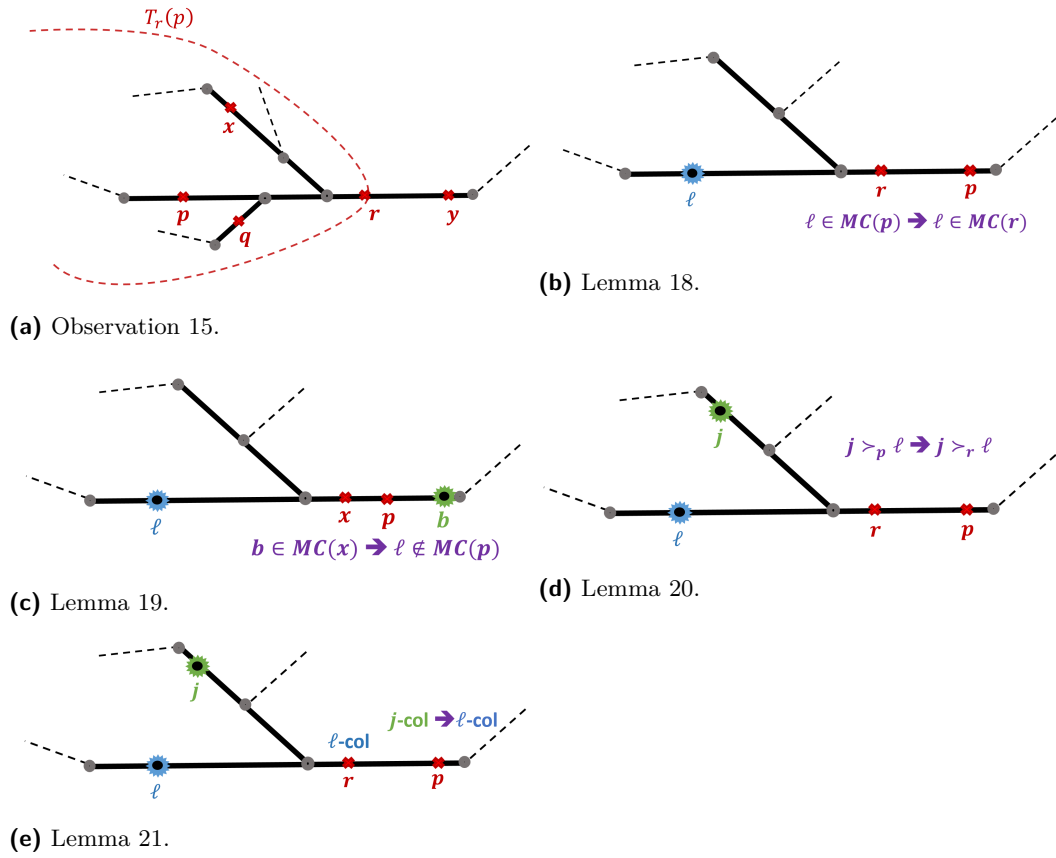 T_r(p)
x
p
q
r
y
(a) Observation 15.
ℓ
r
p
ℓ ∈ MC(p) ➔ ℓ ∈ MC(r)
(b) Lemma 18.
ℓ
x
p
b
b ∈ MC(x) ➔ ℓ ∉ MC(p)
(c) Lemma 19.
j
j ≻_p ℓ ➔ j ≻_r ℓ
ℓ
r
p
(d) Lemma 20.
j
j-col ➔ ℓ-col
ℓ-col
ℓ
r
p
(e) Lemma 21.